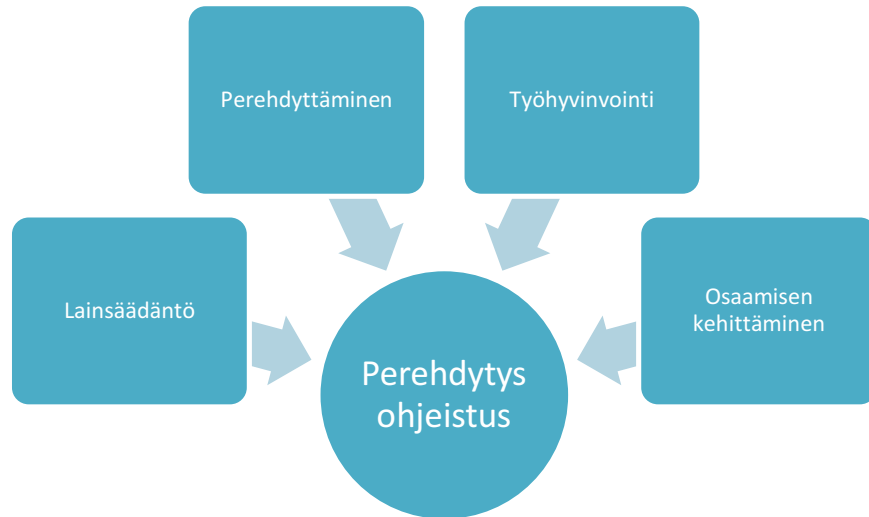 Perehdyttäminen
Työhyvinvointi
Lainsäädäntö
Osaamisen
kehittäminen
Perehdytys
ohjeistus